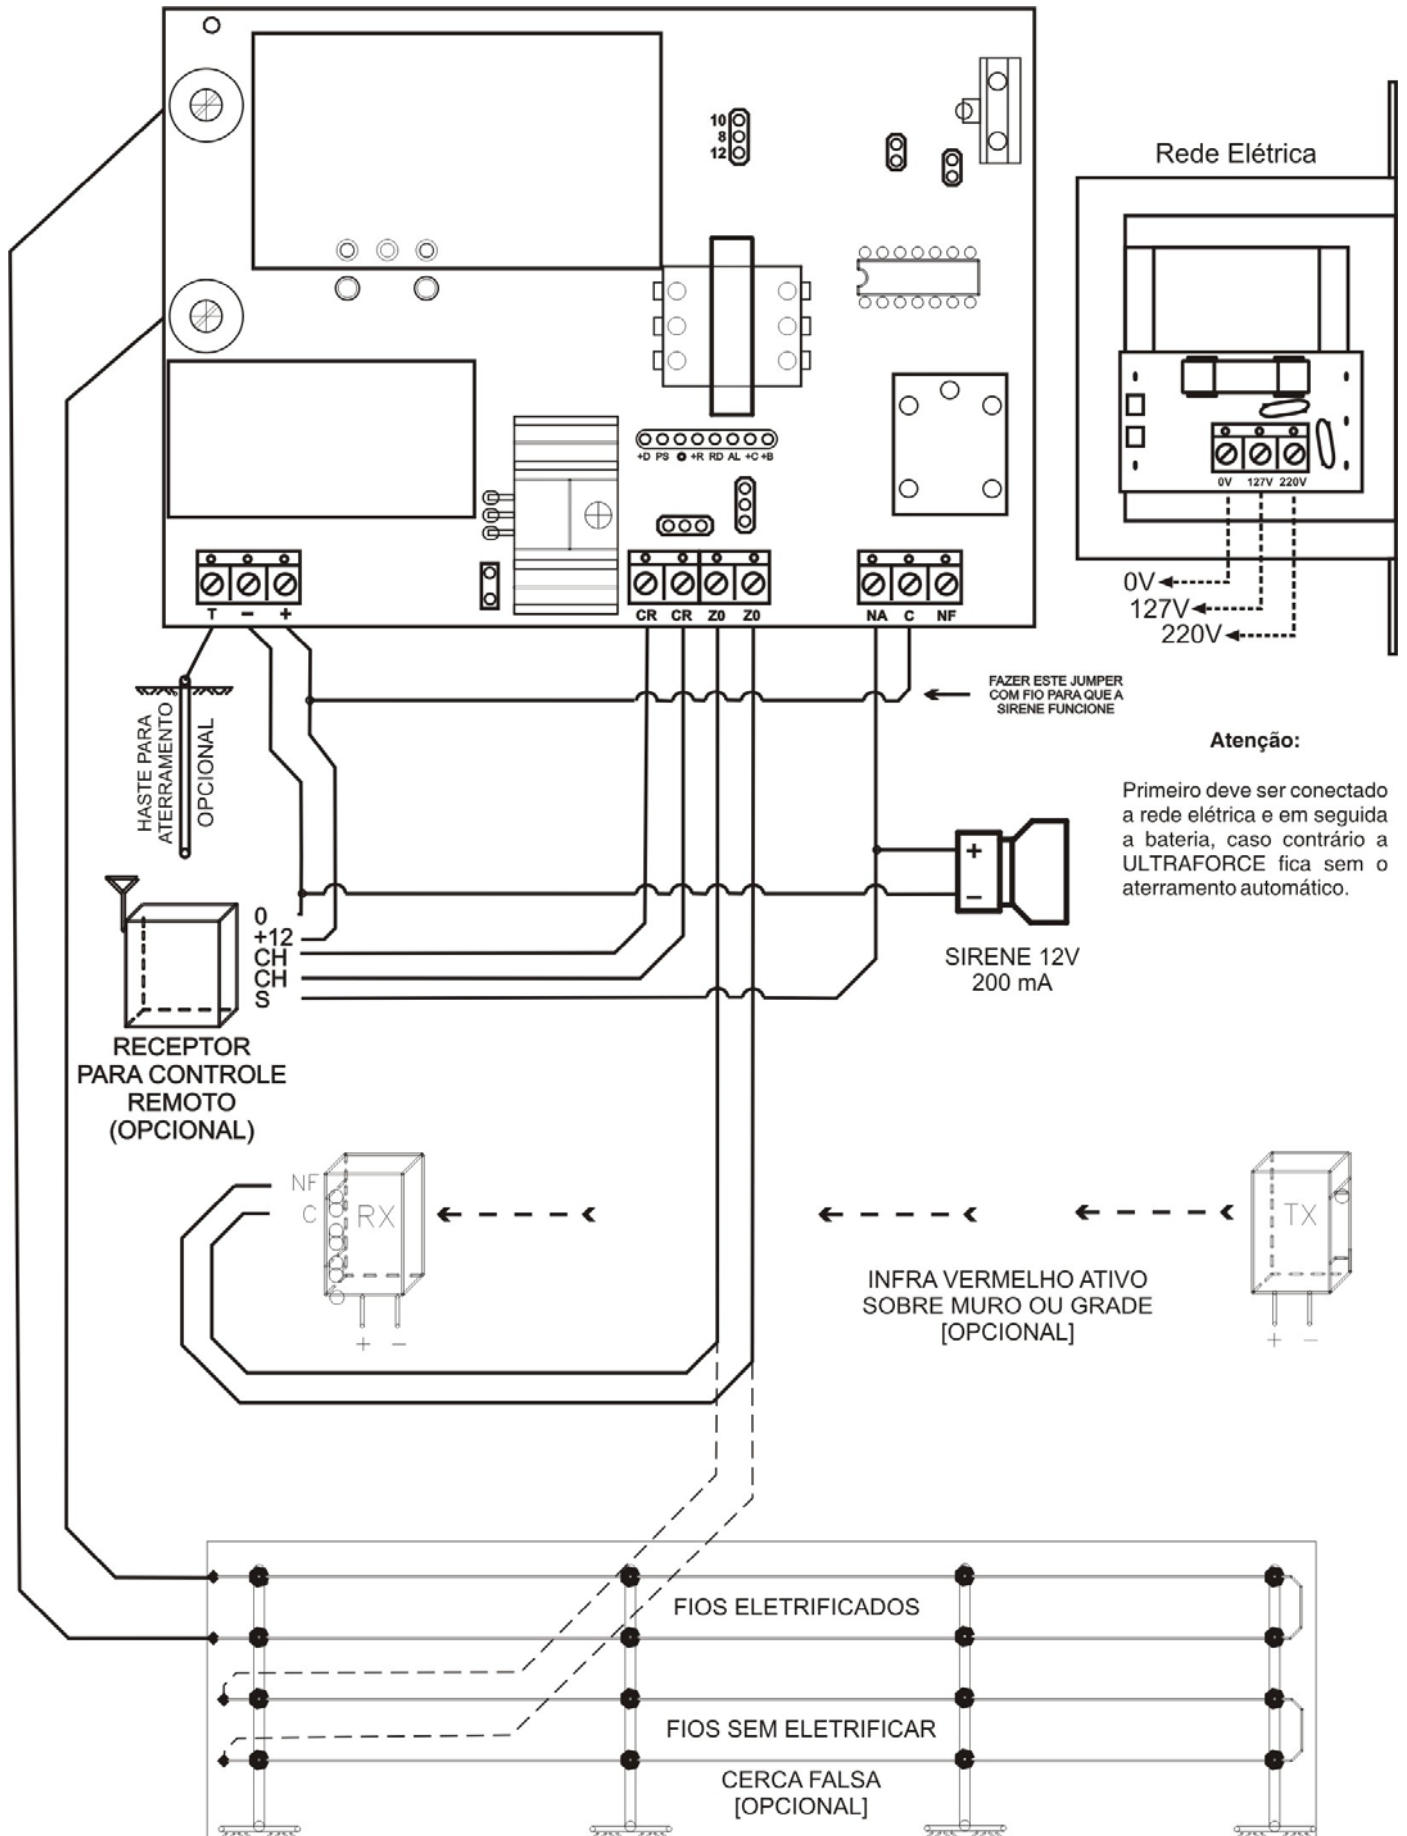 10
8
12
Rede Elétrica
+D PS +R RD AL +C +B
0V 127V 220V
T − +
CR CR Z0 Z0
NA C NF
0V
127V
220V
FAZER ESTE JUMPER
COM FIO PARA QUE A
SIRENE FUNCIONE
HASTE PARA
ATERRAMENTO
OPCIONAL
Atenção:
Primeiro deve ser conectado
a rede elétrica e em seguida
a bateria, caso contrário a
ULTRAFORCE fica sem o
aterramento automático.
+
−
SIRENE 12V
200 mA
0
+12
CH
CH
S
RECEPTOR
PARA CONTROLE
REMOTO
(OPCIONAL)
NF
C
RX
+ −
TX
+ −
INFRA VERMELHO ATIVO
SOBRE MURO OU GRADE
[OPCIONAL]
FIOS ELETRIFICADOS
FIOS SEM ELETRIFICAR
CERCA FALSA
[OPCIONAL]